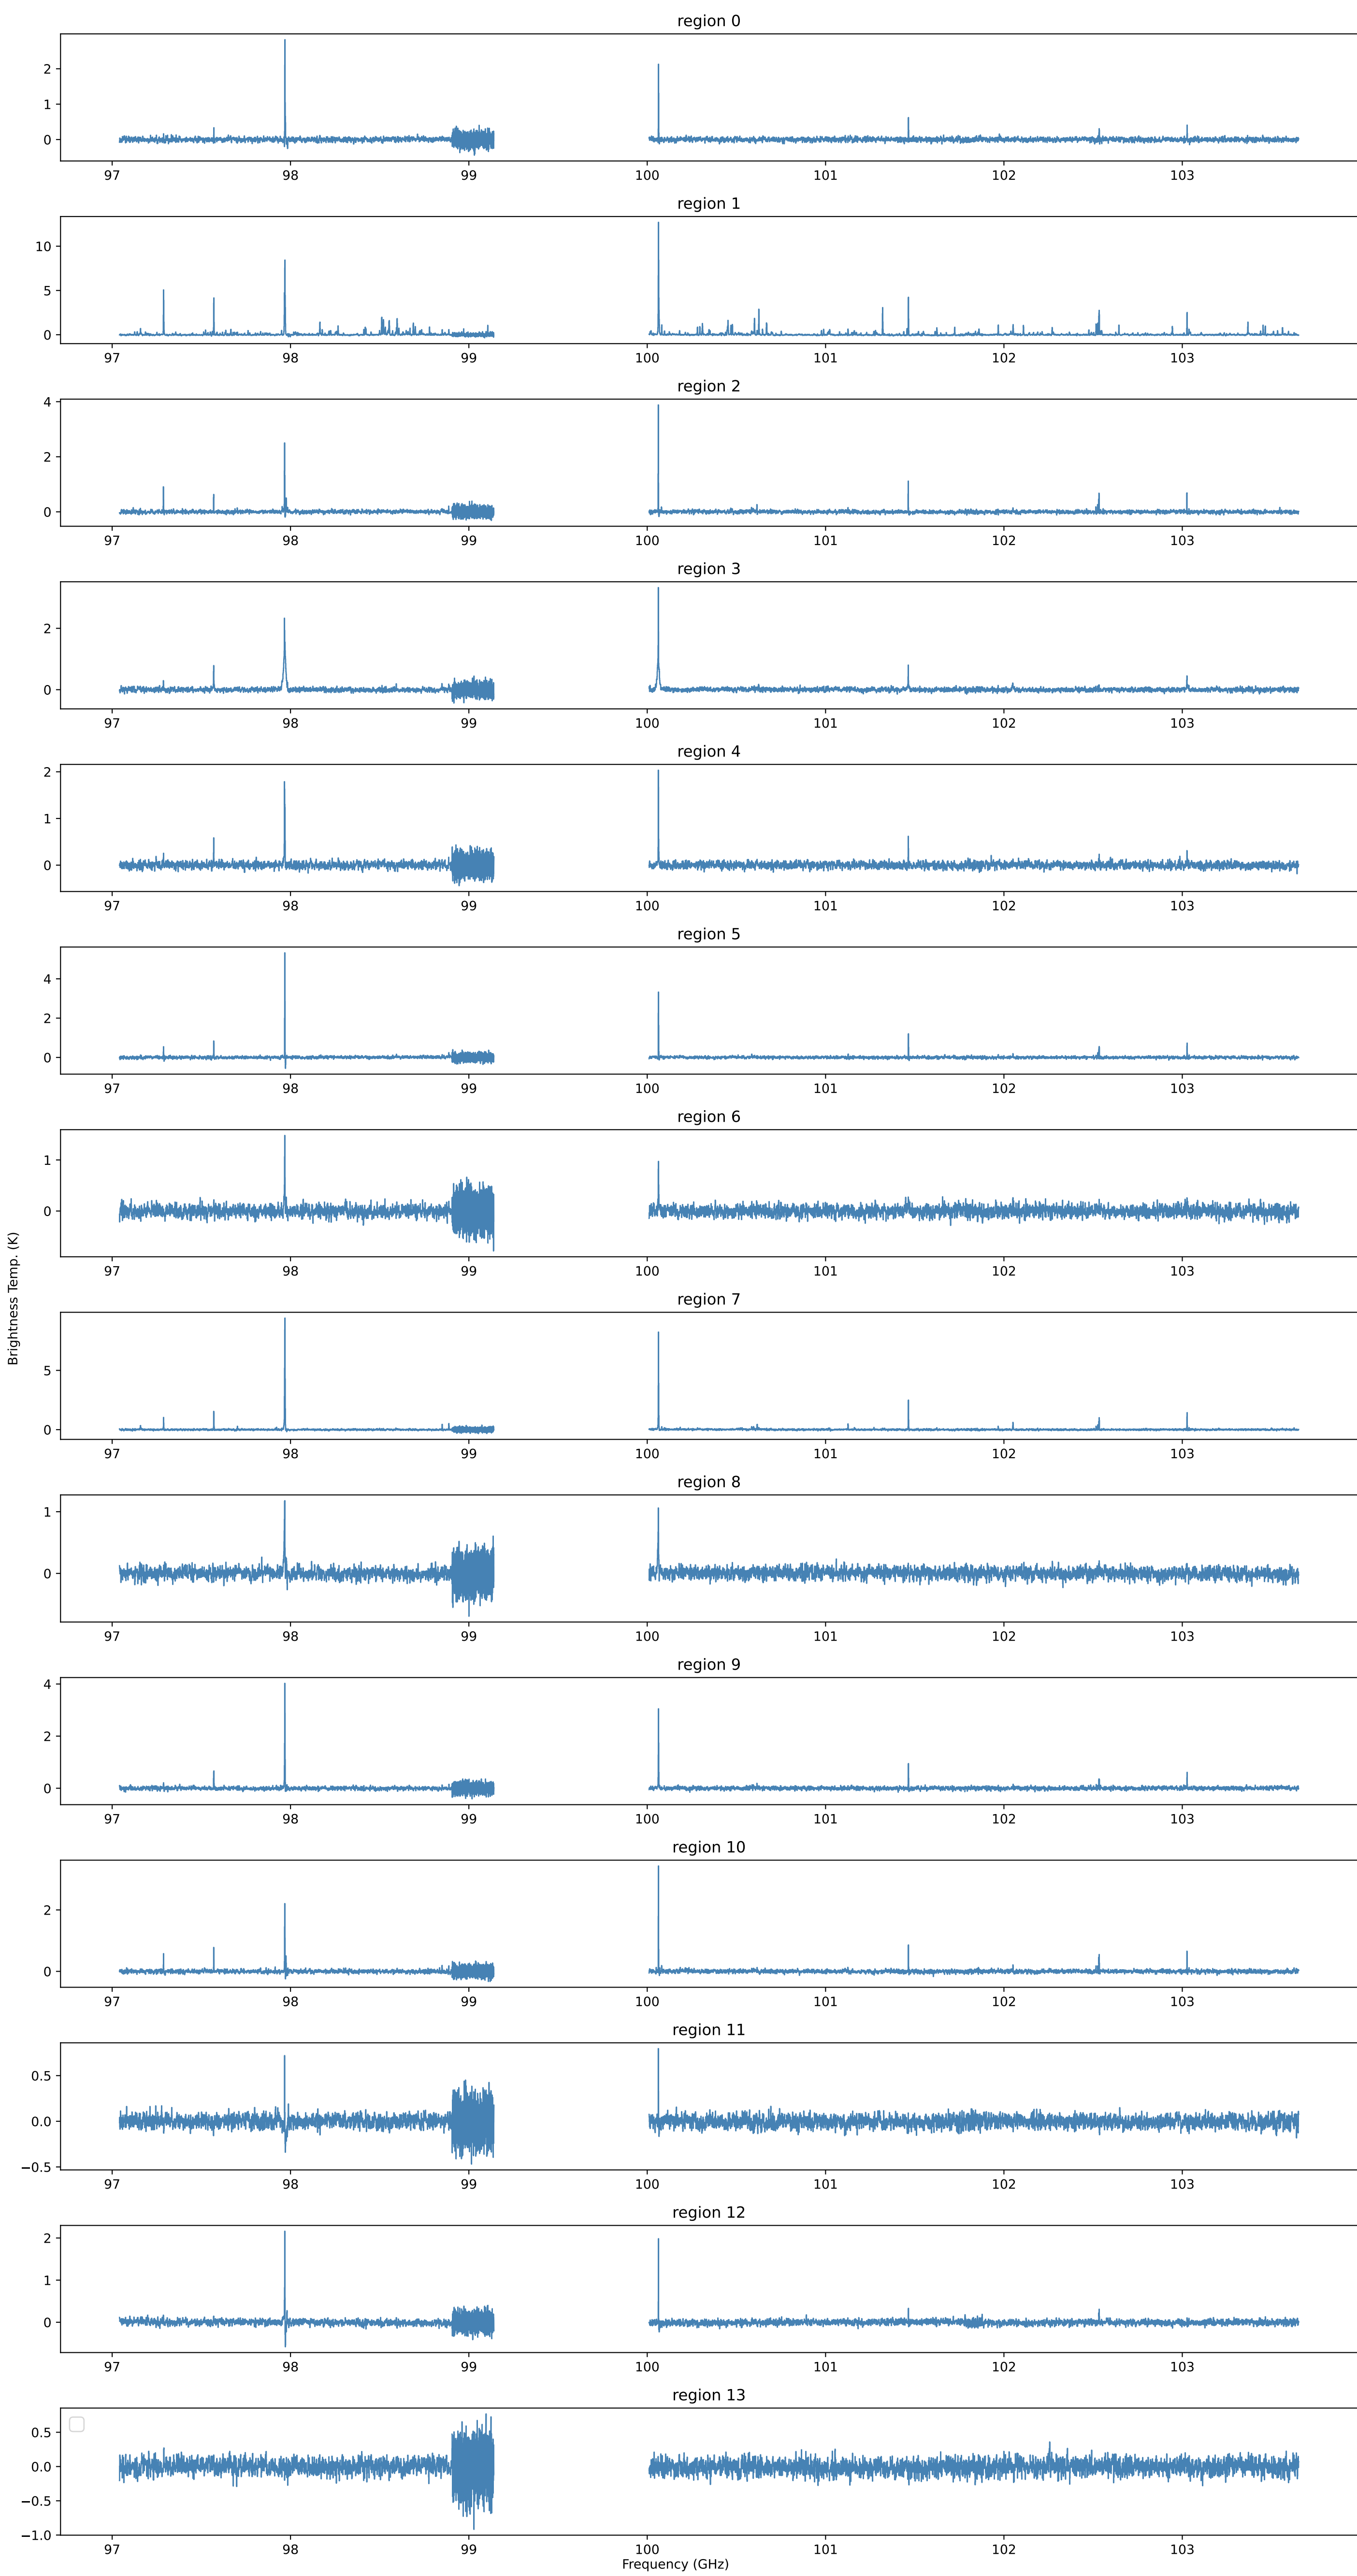 region 0
2
1
0
97 98 99 100 101 102 103
region 1
10
5
0
97 98 99 100 101 102 103
region 2
4
2
0
97 98 99 100 101 102 103
region 3
2
0
97 98 99 100 101 102 103
region 4
2
1
0
97 98 99 100 101 102 103
region 5
4
2
0
97 98 99 100 101 102 103
region 6
1
0
97 98 99 100 101 102 103
Brightness Temp. (K)
region 7
5
0
97 98 99 100 101 102 103
region 8
1
0
97 98 99 100 101 102 103
region 9
4
2
0
97 98 99 100 101 102 103
region 10
2
0
97 98 99 100 101 102 103
region 11
0.5
0.0
−0.5
97 98 99 100 101 102 103
region 12
2
1
0
97 98 99 100 101 102 103
region 13
0.5
0.0
−0.5
−1.0
97 98 99 100 101 102 103
Frequency (GHz)